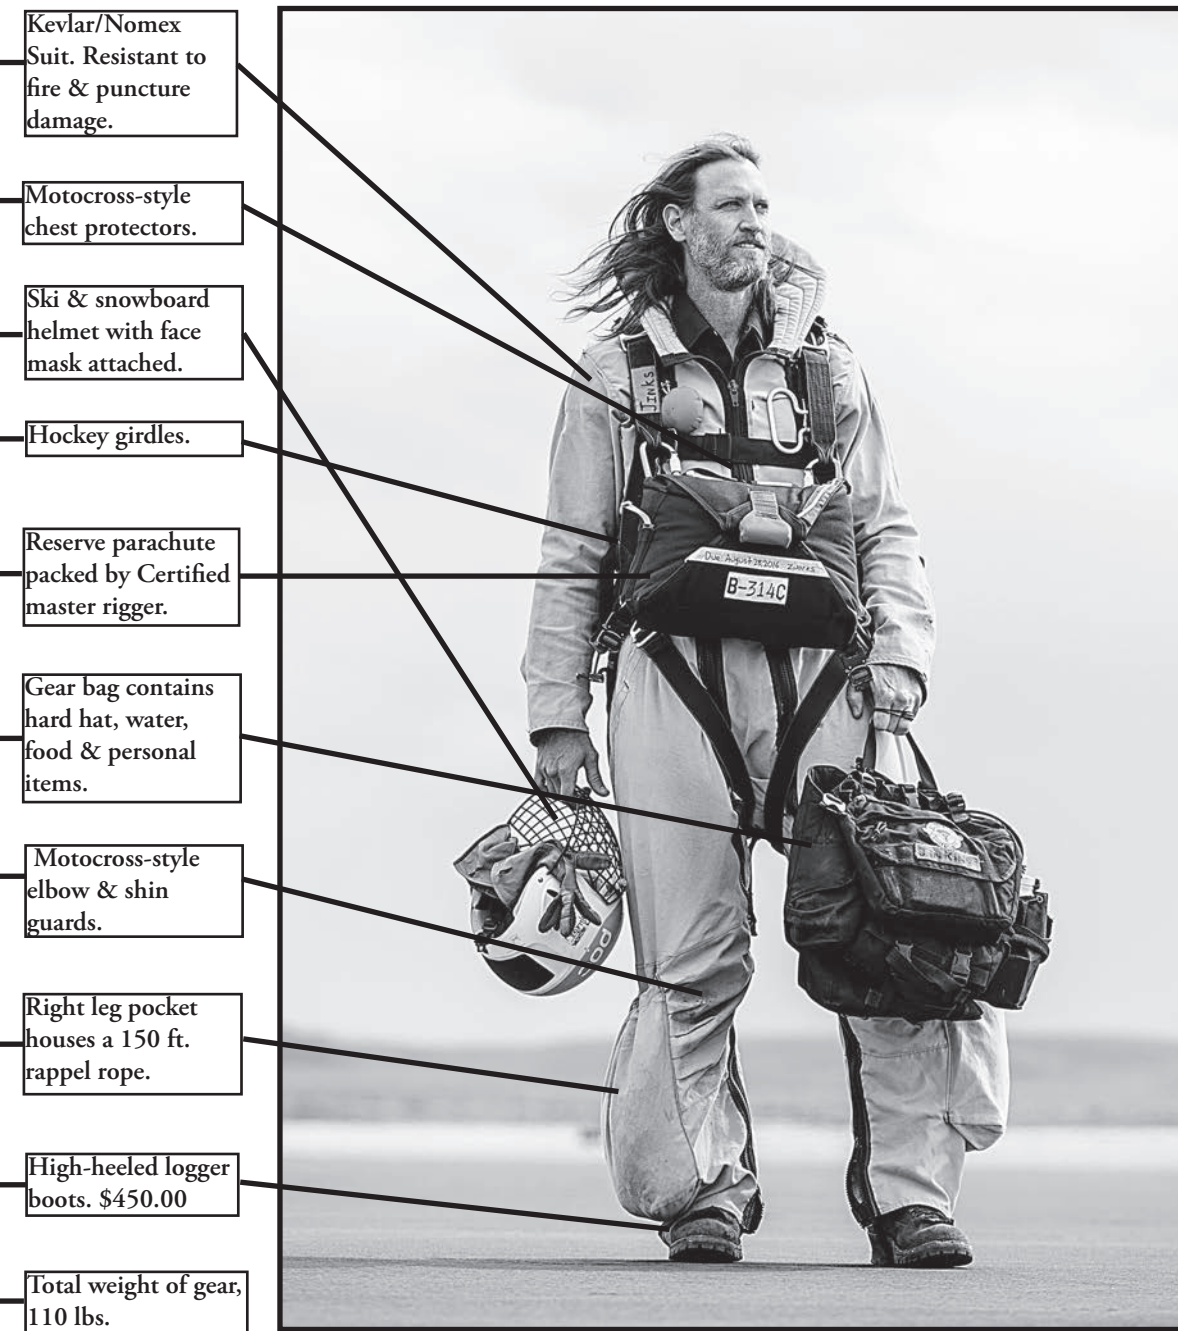 Kevlar/Nomex
Suit. Resistant to
fire & puncture
damage.
Motocross-style
chest protectors.
Ski & snowboard
helmet with face
mask attached.
Hockey girdles.
Reserve parachute
packed by Certified
master rigger.
Gear bag contains
hard hat, water,
food & personal
items.
Motocross-style
elbow & shin
guards.
Right leg pocket
houses a 150 ft.
rappel rope.
High-heeled logger
boots. $450.00
Total weight of gear,
110 lbs.
JINKS
Due August
B-314C